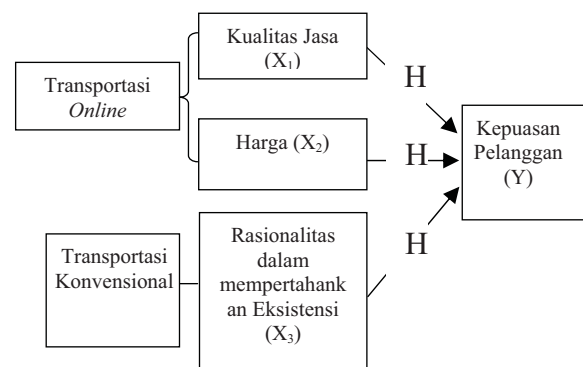 Transportasi
Online
Kualitas Jasa
(X₁)
H
Harga (X₂)
H
Kepuasan
Pelanggan
(Y)
Transportasi
Konvensional
Rasionalitas
dalam
mempertahank
an Eksistensi
(X₃)
H